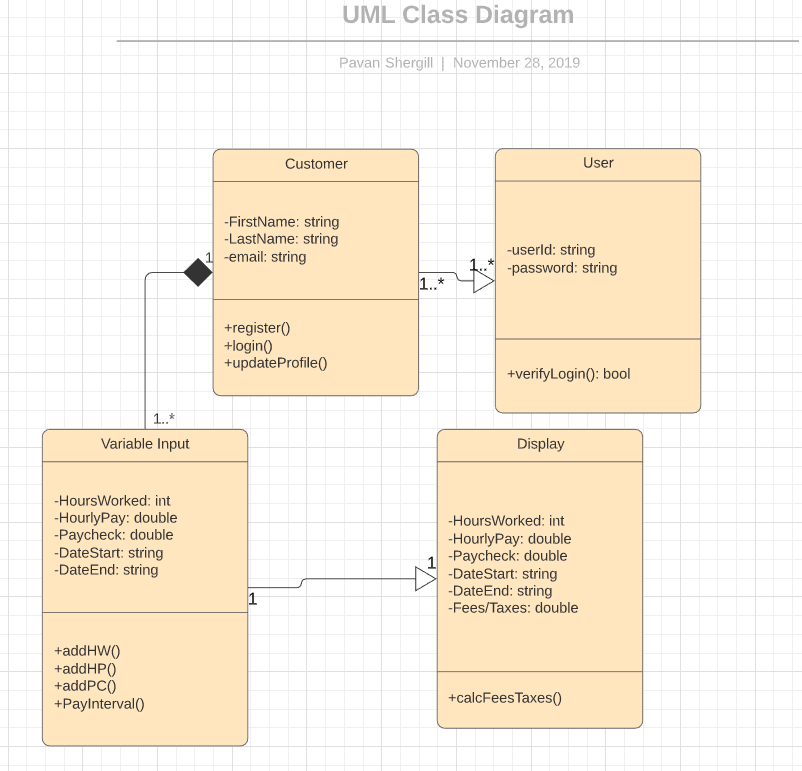 UML Class Diagram
Pavan Shergill | November 28, 2019
Customer
-FirstName: string
-LastName: string
-email: string
+register()
+login()
+updateProfile()
User
-userId: string
-password: string
+verifyLogin(): bool
1
1..*
1..*
1..*
Variable Input
-HoursWorked: int
-HourlyPay: double
-Paycheck: double
-DateStart: string
-DateEnd: string
+addHW()
+addHP()
+addPC()
+PayInterval()
Display
-HoursWorked: int
-HourlyPay: double
-Paycheck: double
-DateStart: string
-DateEnd: string
-Fees/Taxes: double
+calcFeesTaxes()
1
1